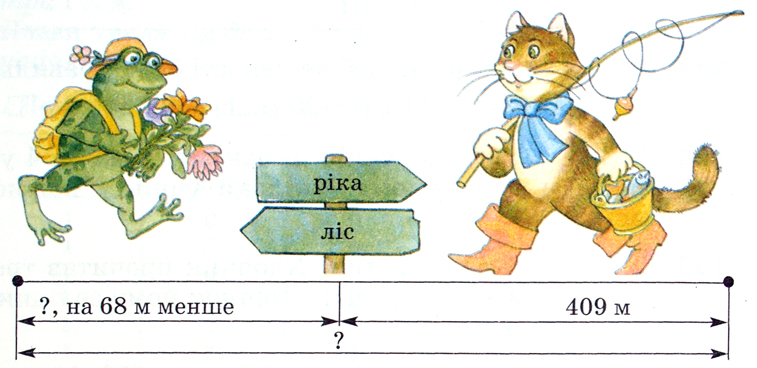 ріка
ліс
?, на 68 м менше
409 м
?